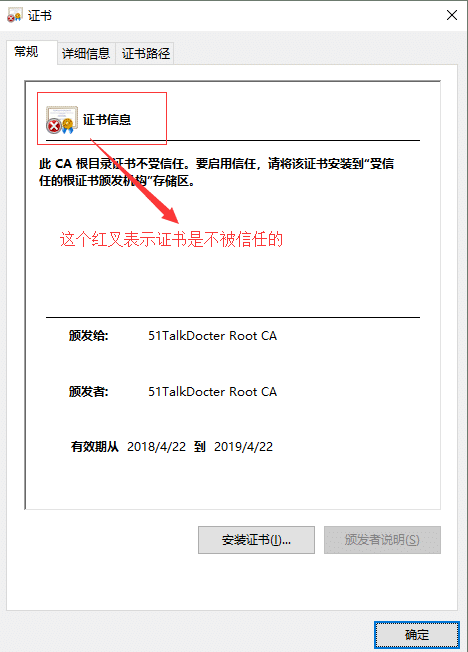 证书
常规
详细信息
证书路径
证书信息
此 CA 根目录证书不受信任。要启用信任，请将该证书安装到“受信
任的根证书颁发机构”存储区。
这个红叉表示证书是不被信任的
颁发给: 51TalkDocter Root CA
颁发者: 51TalkDocter Root CA
有效期从 2018/4/22 到 2019/4/22
安装证书(I)...
颁发者说明(S)
确定